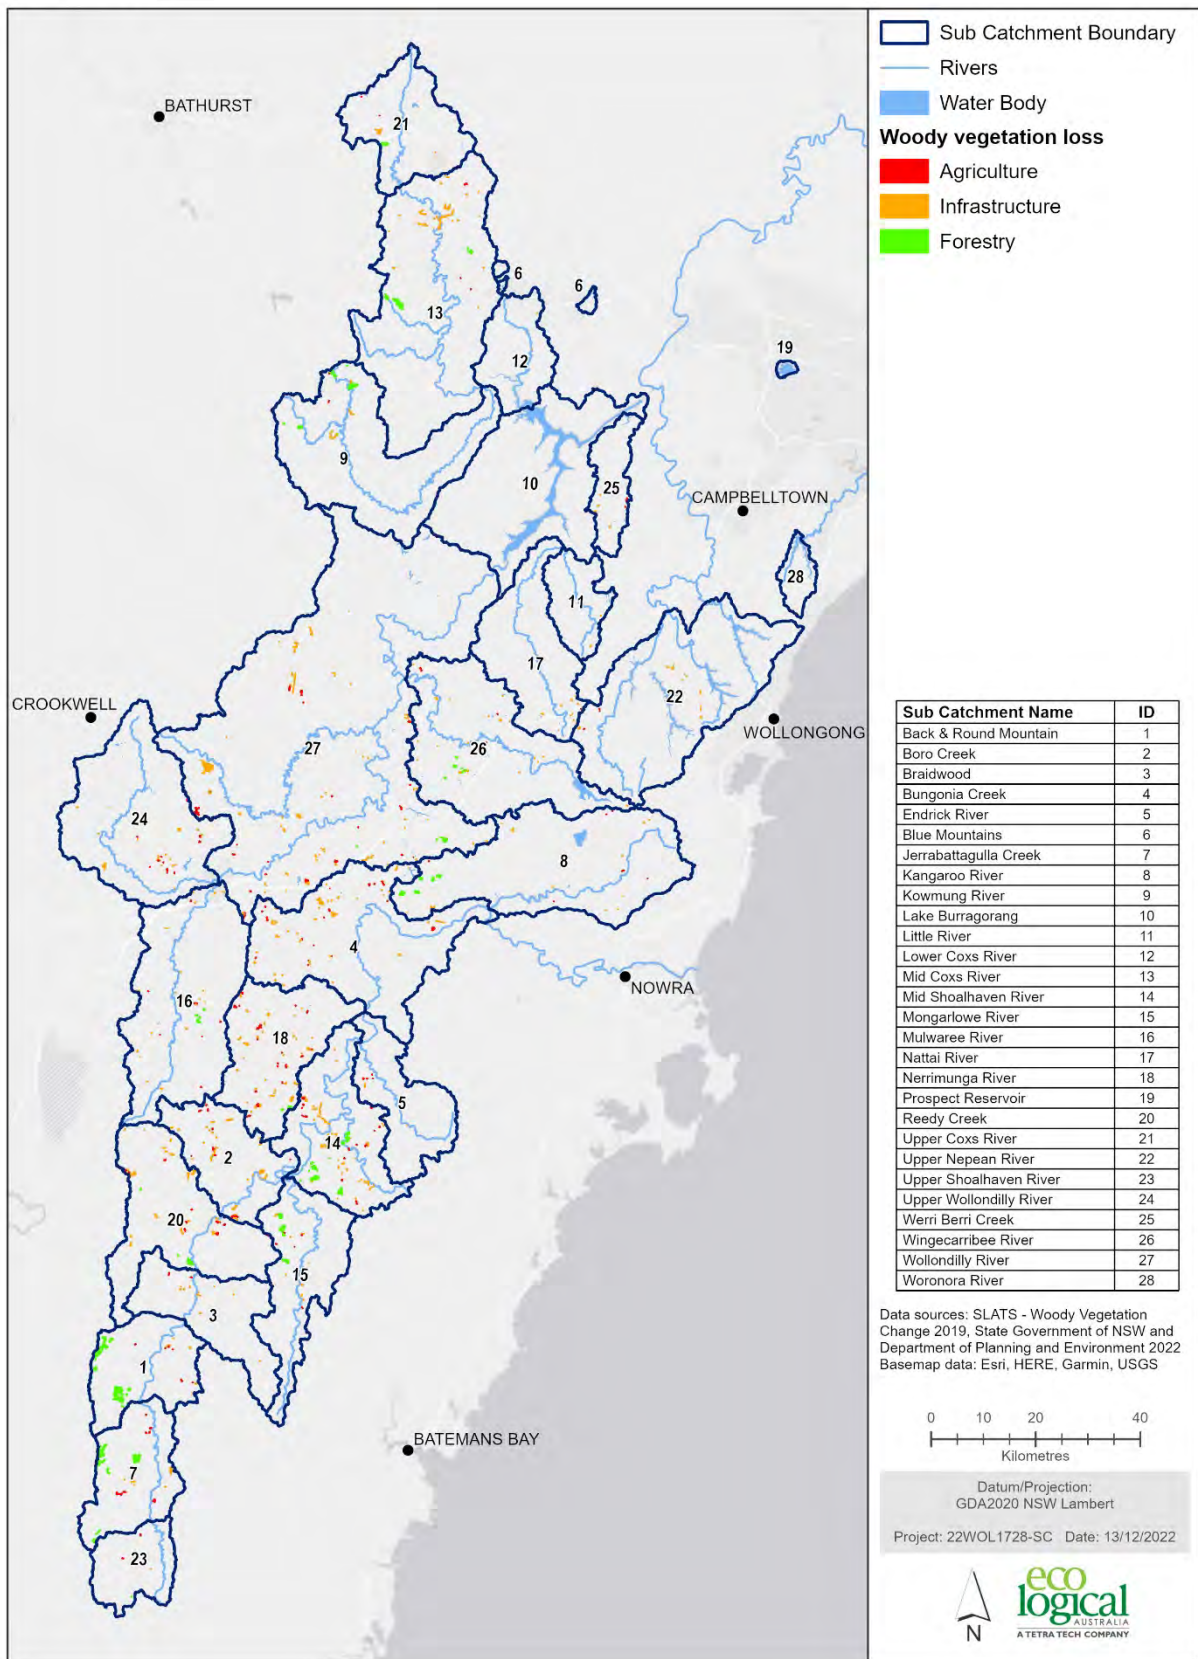 BATHURST
21
6
6
13
19
12
9
10
25
CAMPBELLTOWN
28
11
17
22
CROOKWELL
WOLLONGONG
27
26
24
8
4
NOWRA
16
18
5
14
2
20
15
3
1
BATEMANS BAY
7
23
Sub Catchment Boundary
Rivers
Water Body
Woody vegetation loss
Agriculture
Infrastructure
Forestry
Sub Catchment Name ID
Back & Round Mountain 1
Boro Creek 2
Braidwood 3
Bungonia Creek 4
Endrick River 5
Blue Mountains 6
Jerrabattagulla Creek 7
Kangaroo River 8
Kowmung River 9
Lake Burragorang 10
Little River 11
Lower Coxs River 12
Mid Coxs River 13
Mid Shoalhaven River 14
Mongarlowe River 15
Mulwaree River 16
Nattai River 17
Nerrimunga River 18
Prospect Reservoir 19
Reedy Creek 20
Upper Coxs River 21
Upper Nepean River 22
Upper Shoalhaven River 23
Upper Wollondilly River 24
Werri Berri Creek 25
Wingecarribee River 26
Wollondilly River 27
Woronora River 28
Data sources: SLATS - Woody Vegetation
Change 2019, State Government of NSW and
Department of Planning and Environment 2022
Basemap data: Esri, HERE, Garmin, USGS
0 10 20 40
Kilometres
Datum/Projection:
GDA2020 NSW Lambert
Project: 22WOL1728-SC Date: 13/12/2022
N
eco
logical
AUSTRALIA
A TETRA TECH COMPANY